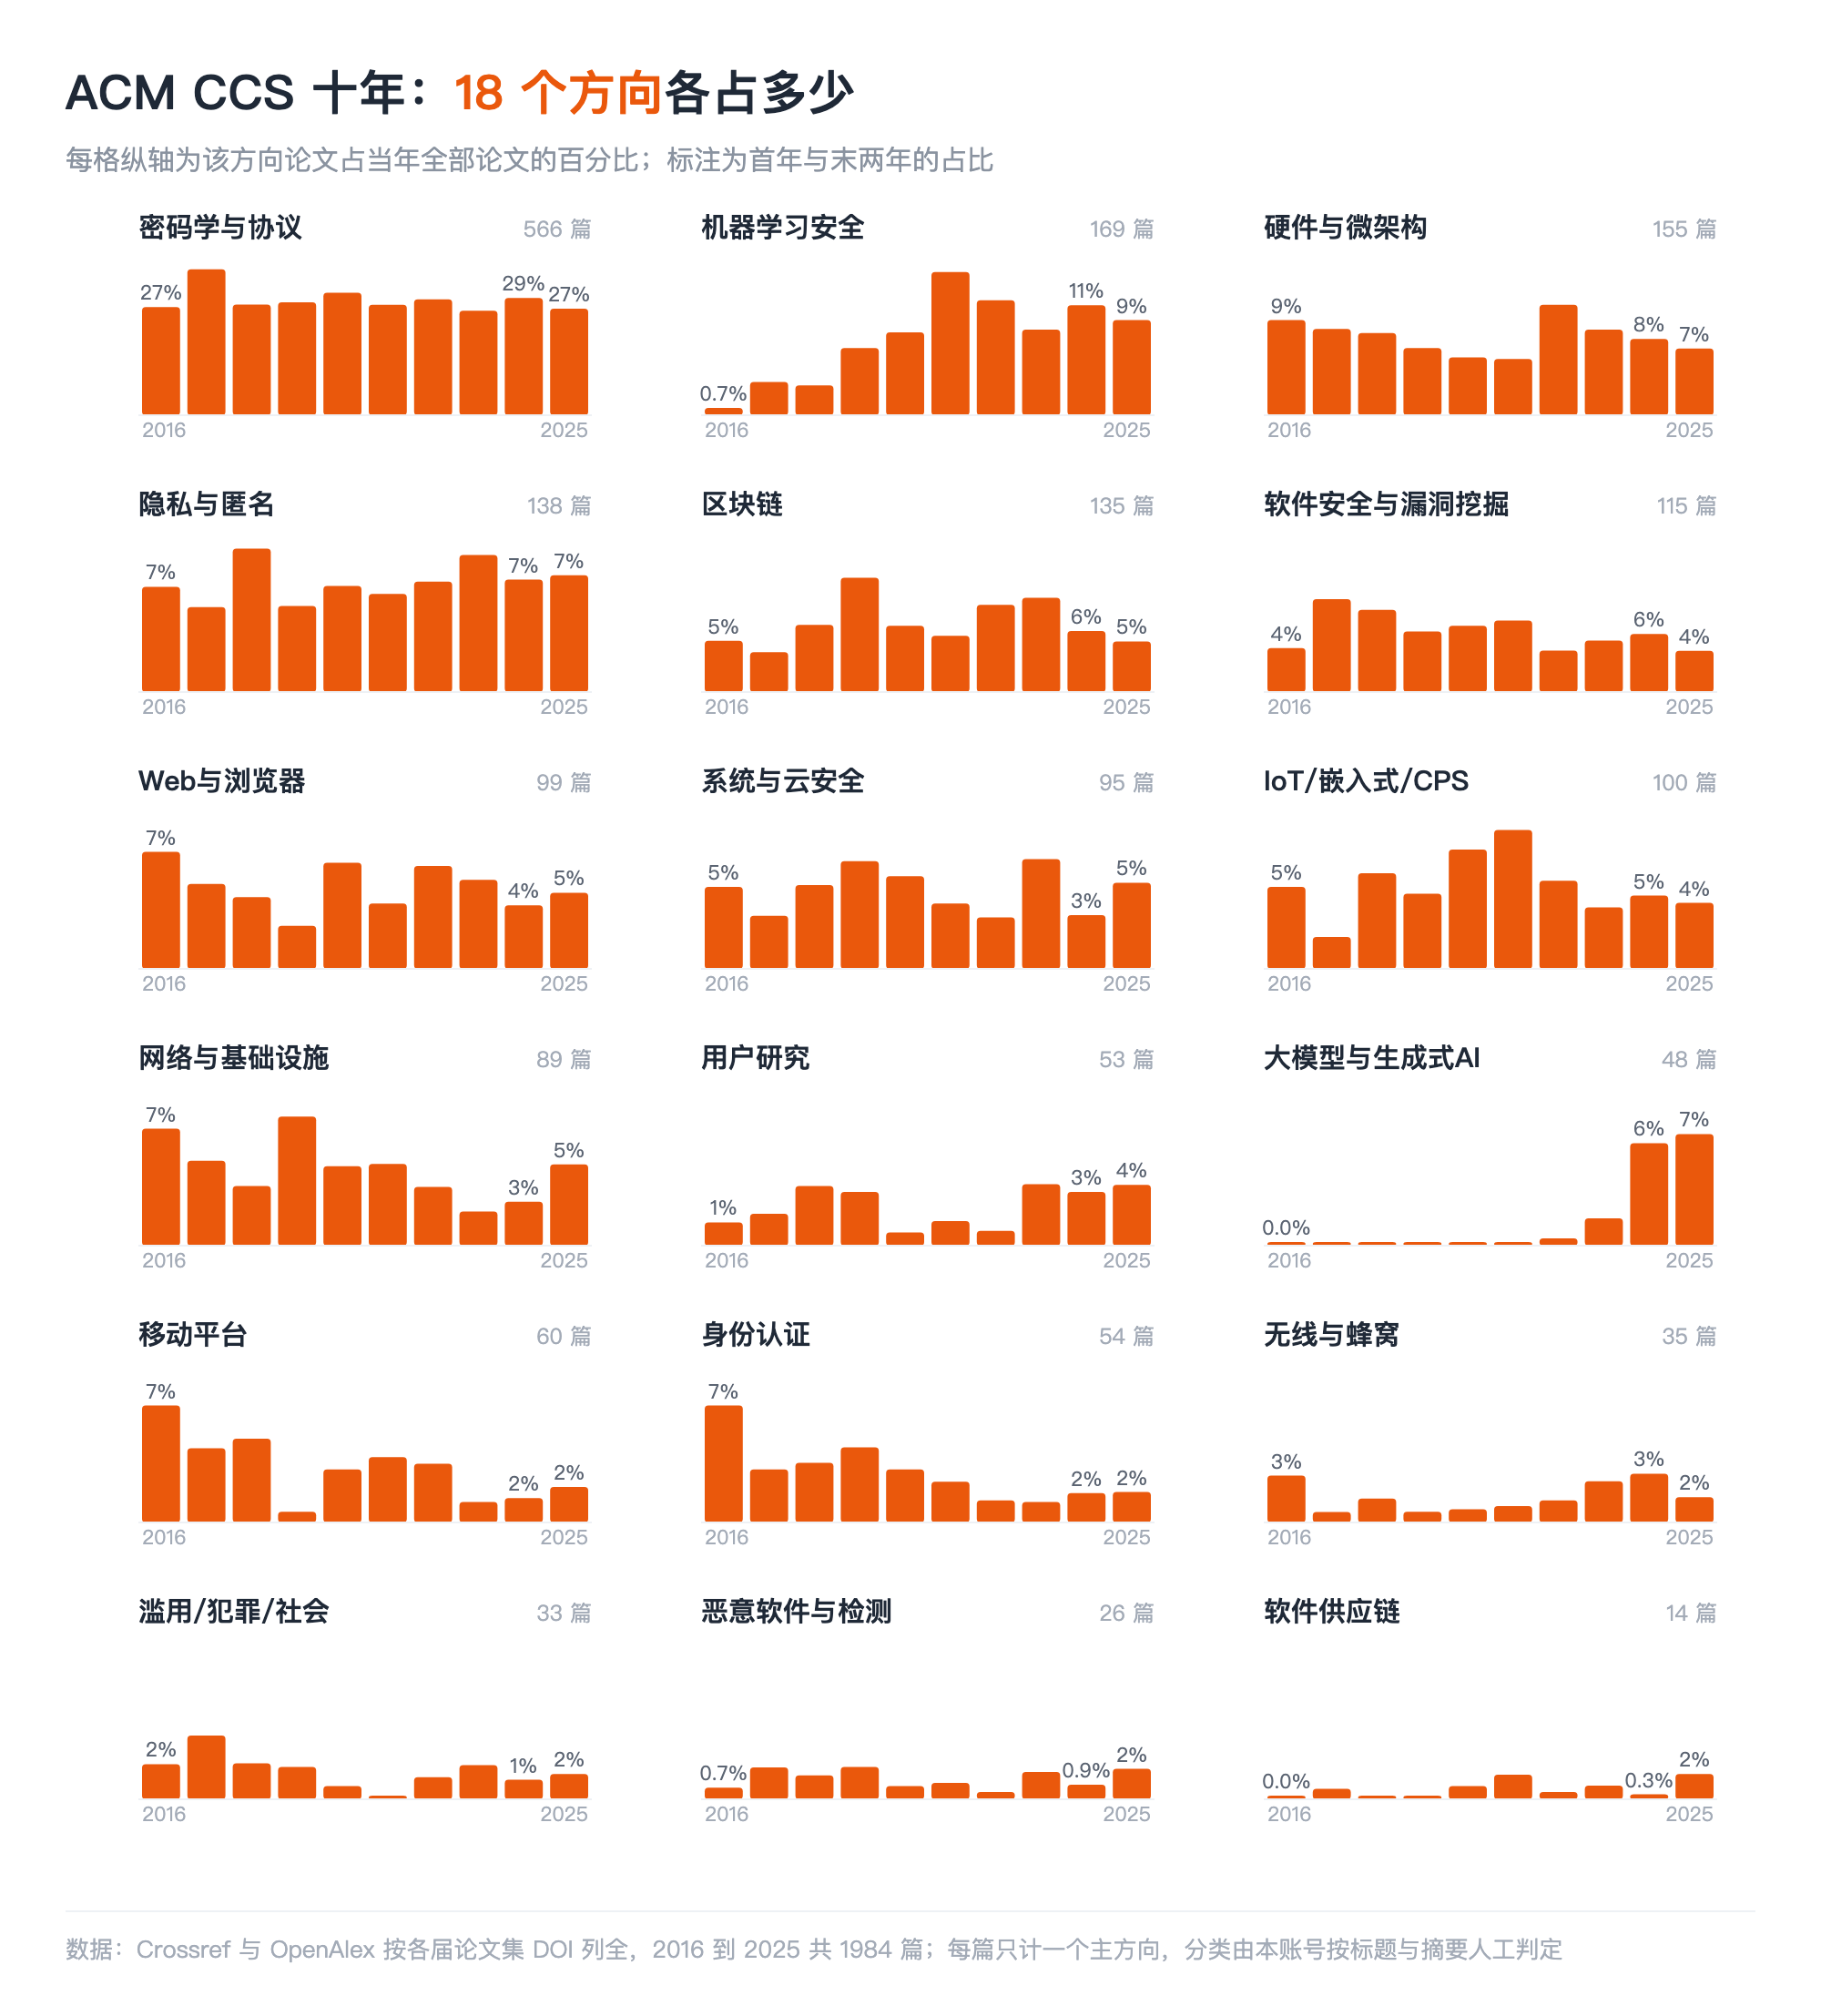 ACM CCS 十年：18 个方向各占多少
每格纵轴为该方向论文占当年全部论文的百分比；标注为首年与末两年的占比
密码学与协议 566 篇
27% 29% 27%
2016 2025
机器学习安全 169 篇
0.7% 11% 9%
2016 2025
硬件与微架构 155 篇
9% 8% 7%
2016 2025
隐私与匿名 138 篇
7% 7% 7%
2016 2025
区块链 135 篇
5% 6% 5%
2016 2025
软件安全与漏洞挖掘 115 篇
4% 6% 4%
2016 2025
Web与浏览器 99 篇
7% 4% 5%
2016 2025
系统与云安全 95 篇
5% 3% 5%
2016 2025
IoT/嵌入式/CPS 100 篇
5% 5% 4%
2016 2025
网络与基础设施 89 篇
7% 3% 5%
2016 2025
用户研究 53 篇
1% 3% 4%
2016 2025
大模型与生成式AI 48 篇
0.0% 6% 7%
2016 2025
移动平台 60 篇
7% 2% 2%
2016 2025
身份认证 54 篇
7% 2% 2%
2016 2025
无线与蜂窝 35 篇
3% 3% 2%
2016 2025
滥用/犯罪/社会 33 篇
2% 1% 2%
2016 2025
恶意软件与检测 26 篇
0.7% 0.9% 2%
2016 2025
软件供应链 14 篇
0.0% 0.3% 2%
2016 2025
数据：Crossref 与 OpenAlex 按各届论文集 DOI 列全，2016 到 2025 共 1984 篇；每篇只计一个主方向，分类由本账号按标题与摘要人工判定